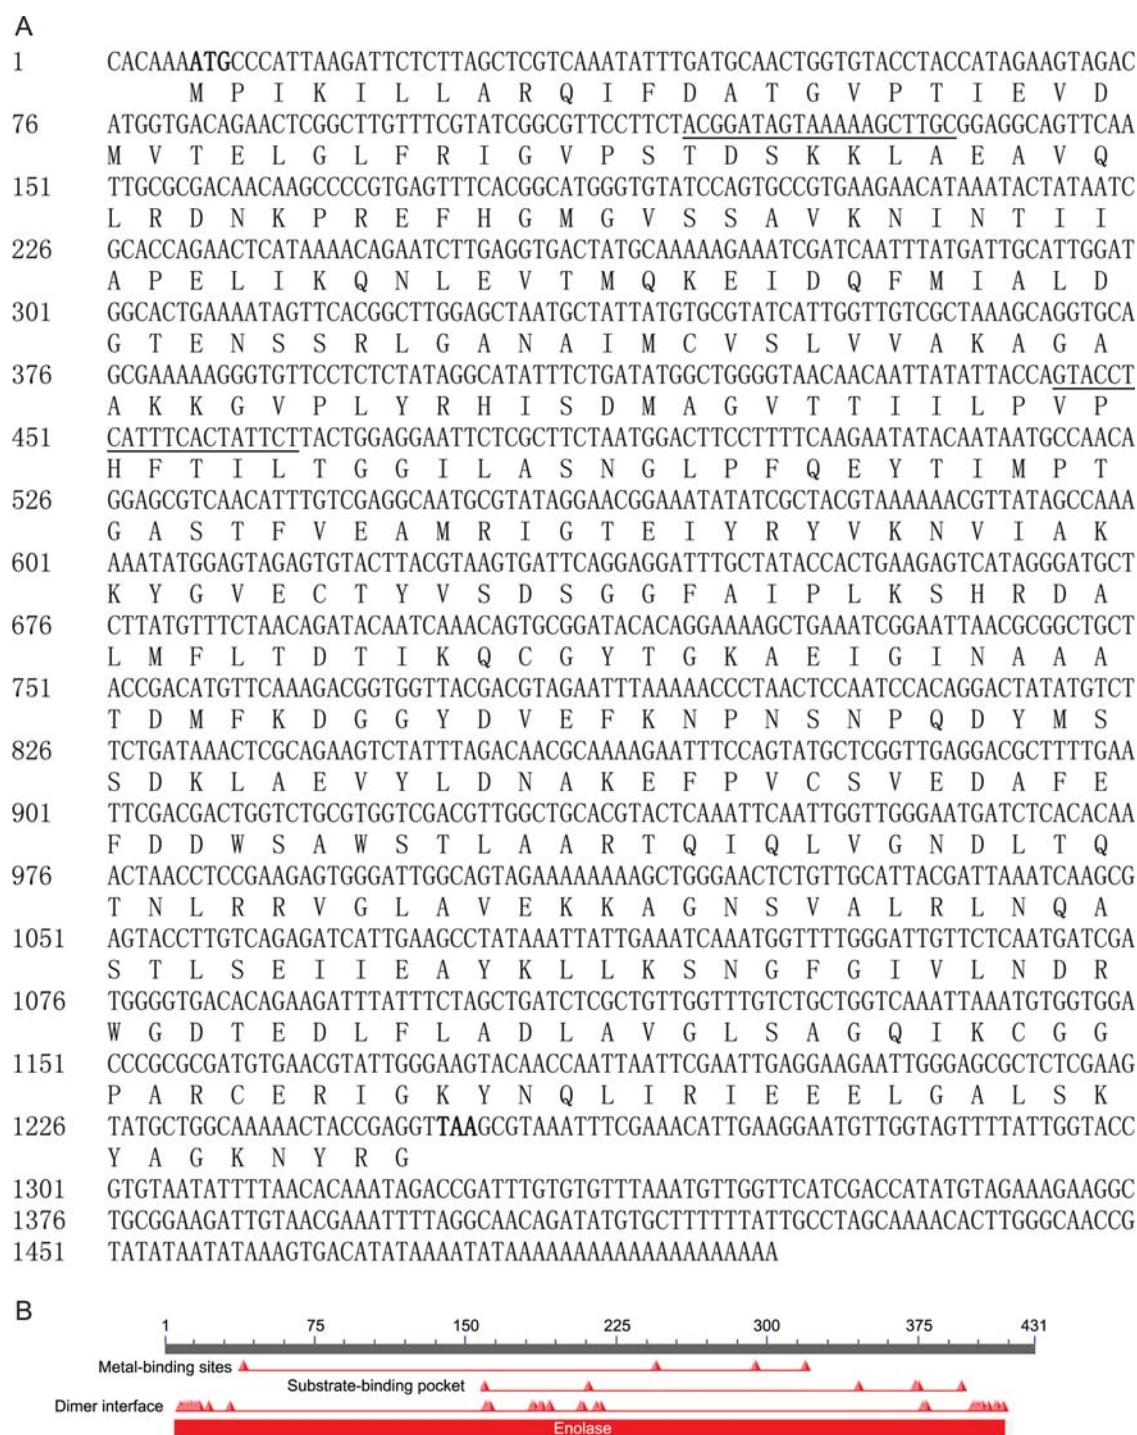 A
1 CACAAAATGCCCATTAAGATTCTCTTAGCTCGTCAAATATTTGATGCAACTGGTGTACCTACCATAGAAGTAGAC
M P I K I L L A R Q I F D A T G V P T I E V D
76 ATGGTGACAGAACTCGGCTTGTTTCGTATCGGCGTTCCTTCTACGGATAGTAAAAAGCTTGCGGAGGCAGTTCAA
M V T E L G L F R I G V P S T D S K K L A E A V Q
151 TTGCGCGACAACAAGCCCCGTGAGTTTCACGGCATGGGTGTATCCAGTGCCGTGAAGAACATAAATACTATAATC
L R D N K P R E F H G M G V S S A V K N I N T I I
226 GCACCAGAACTCATAAAACAGAATCTTGAGGTGACTATGCAAAAAGAAATCGATCAATTTATGATTGCATTGGAT
A P E L I K Q N L E V T M Q K E I D Q F M I A L D
301 GGCACTGAAAATAGTTCACGGCTTGGAGCTAATGCTATTATGTGCGTATCATTGGTTGTCGCTAAAGCAGGTGCA
G T E N S S R L G A N A I M C V S L V V A K A G A
376 GCGAAAAAGGGTGTTCCTCTCTATAGGCATATTTCTGATATGGCTGGGGTAACAACAATTATATTACCAGTACCT
A K K G V P L Y R H I S D M A G V T T I I L P V P
451 CATTTCACTATTCTTACTGGAGGAATTCTCGCTTCTAATGGACTTCCTTTTCAAGAATATACAATAATGCCAACA
H F T I L T G G I L A S N G L P F Q E Y T I M P T
526 GGAGCGTCAACATTTGTCGAGGCAATGCGTATAGGAACGGAAATATATCGCTACGTAAAAAACGTTATAGCCAAA
G A S T F V E A M R I G T E I Y R Y V K N V I A K
601 AAATATGGAGTAGAGTGTACTTACGTAAGTGATTCAGGAGGATTTGCTATACCACTGAAGAGTCATAGGGATGCT
K Y G V E C T Y V S D S G G F A I P L K S H R D A
676 CTTATGTTTCTAACAGATACAATCAAACAGTGCGGATACACAGGAAAAGCTGAAATCGGAATTAACGCGGCTGCT
L M F L T D T I K Q C G Y T G K A E I G I N A A A
751 ACCGACATGTTCAAAGACGGTGGTTACGACGTAGAATTTAAAAACCCTAACTCCAATCCACAGGACTATATGTCT
T D M F K D G G Y D V E F K N P N S N P Q D Y M S
826 TCTGATAAACTCGCAGAAGTCTATTTAGACAACGCAAAAGAATTTCCAGTATGCTCGGTTGAGGACGCTTTTGAA
S D K L A E V Y L D N A K E F P V C S V E D A F E
901 TTCGACGACTGGTCTGCGTGGTCGACGTTGGCTGCACGTACTCAAATTCAATTGGTTGGGAATGATCTCACACAA
F D D W S A W S T L A A R T Q I Q L V G N D L T Q
976 ACTAACCTCCGAAGAGTGGGATTGGCAGTAGAAAAAAAAGCTGGGAACTCTGTTGCATTACGATTAAATCAAGCG
T N L R R V G L A V E K K A G N S V A L R L N Q A
1051 AGTACCTTGTCAGAGATCATTGAAGCCTATAAATTATTGAAATCAAATGGTTTTGGGATTGTTCTCAATGATCGA
S T L S E I I E A Y K L L K S N G F G I V L N D R
1076 TGGGGTGACACAGAAGATTTATTTCTAGCTGATCTCGCTGTTGGTTTGTCTGCTGGTCAAATTAAATGTGGTGGA
W G D T E D L F L A D L A V G L S A G Q I K C G G
1151 CCCGCGCGATGTGAACGTATTGGGAAGTACAACCAATTAATTCGAATTGAGGAAGAATTGGGAGCGCTCTCGAAG
P A R C E R I G K Y N Q L I R I E E E L G A L S K
1226 TATGCTGGCAAAAACTACCGAGGTTAAGCGTAAATTTCGAAACATTGAAGGAATGTTGGTAGTTTTATTGGTACC
Y A G K N Y R G
1301 GTGTAATATTTTAACACAAATAGACCGATTTGTGTGTTTAAATGTTGGTTCATCGACCATATGTAGAAAGAAGGC
1376 TGCGGAAGATTGTAACGAAATTTTAGGCAACAGATATGTGCTTTTTTATTGCCTAGCAAAACACTTGGGCAACCG
1451 TATATAATATAAAGTGACATATAAAATATAAAAAAAAAAAAAAAAAAA
B
1 75 150 225 300 375 431
Metal-binding sites
Substrate-binding pocket
Dimer interface
Enolase